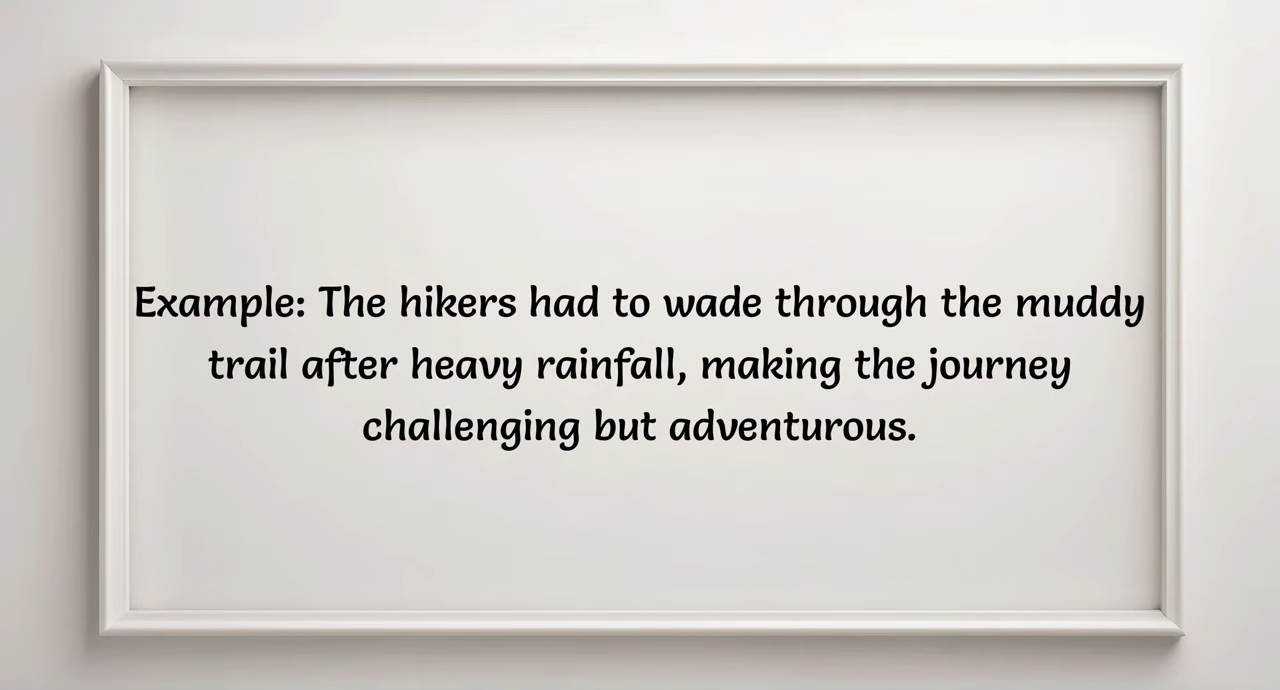 Example: The hikers had to wade through the muddy
trail after heavy rainfall, making the journey
challenging but adventurous.